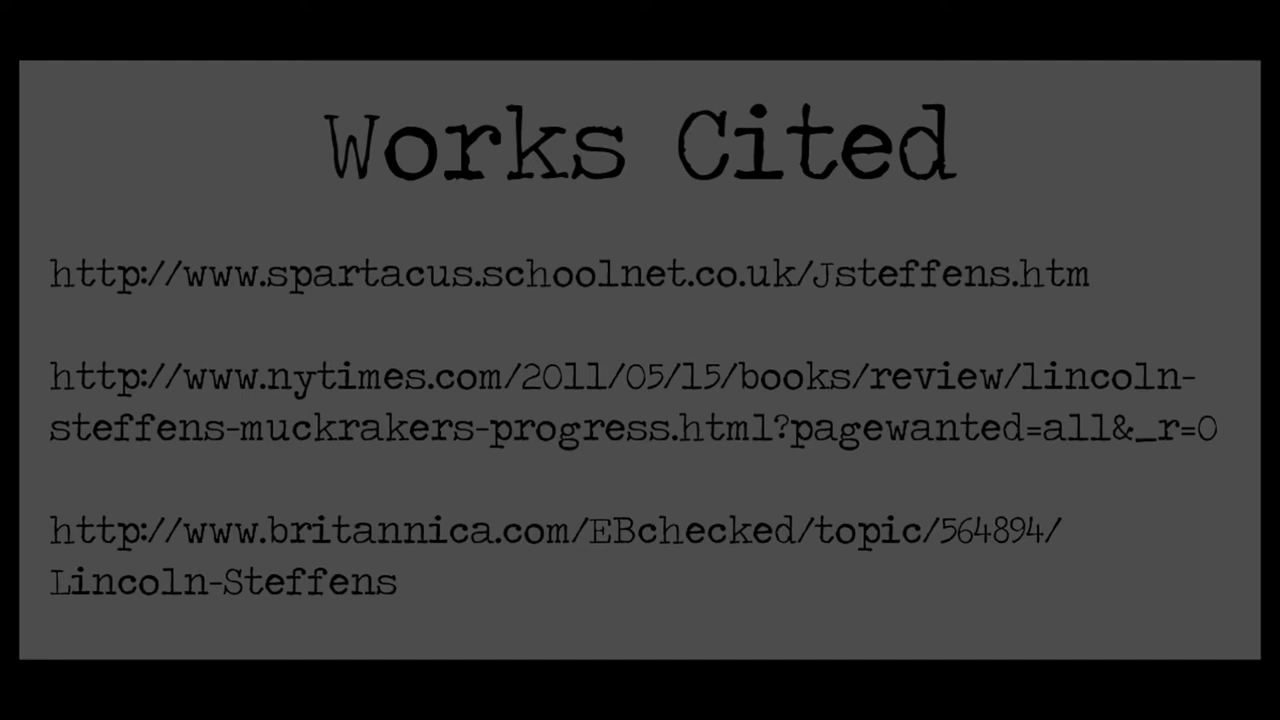 Works Cited
http://www.spartacus.schoolnet.co.uk/Jsteffens.htm
http://www.nytimes.com/2011/05/15/books/review/lincoln-
steffens-muckrakers-progress.html?pagewanted=all&_r=0
http://www.britannica.com/EBchecked/topic/564894/
Lincoln-Steffens